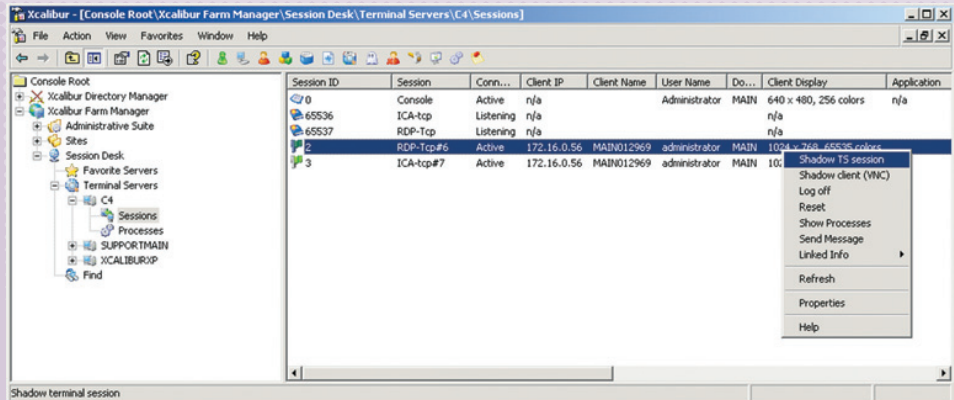 Xcalibur - [Console Root\Xcalibur Farm Manager\Session Desk\Terminal Servers\C4\Sessions]
File Action View Favorites Window Help
Console Root
Xcalibur Directory Manager
Xcalibur Farm Manager
Administrative Suite
Sites
Session Desk
Favorite Servers
Terminal Servers
C4
Sessions
Processes
SUPPORTMAIN
XCALIBURXP
Find
Session ID Session Conn... Client IP Client Name User Name Do... Client Display Application
0 Console Active n/a Administrator MAIN 640 x 480, 256 colors n/a
65536 ICA-tcp Listening n/a n/a
65537 RDP-Tcp Listening n/a n/a
2 RDP-Tcp#6 Active 172.16.0.56 MAIN012969 administrator MAIN 1024 x 768, 65535 colors
3 ICA-tcp#7 Active 172.16.0.56 MAIN012969 administrator MAIN
Shadow TS session
Shadow client (VNC)
Log off
Reset
Show Processes
Send Message
Linked Info
Refresh
Properties
Help
Shadow terminal session